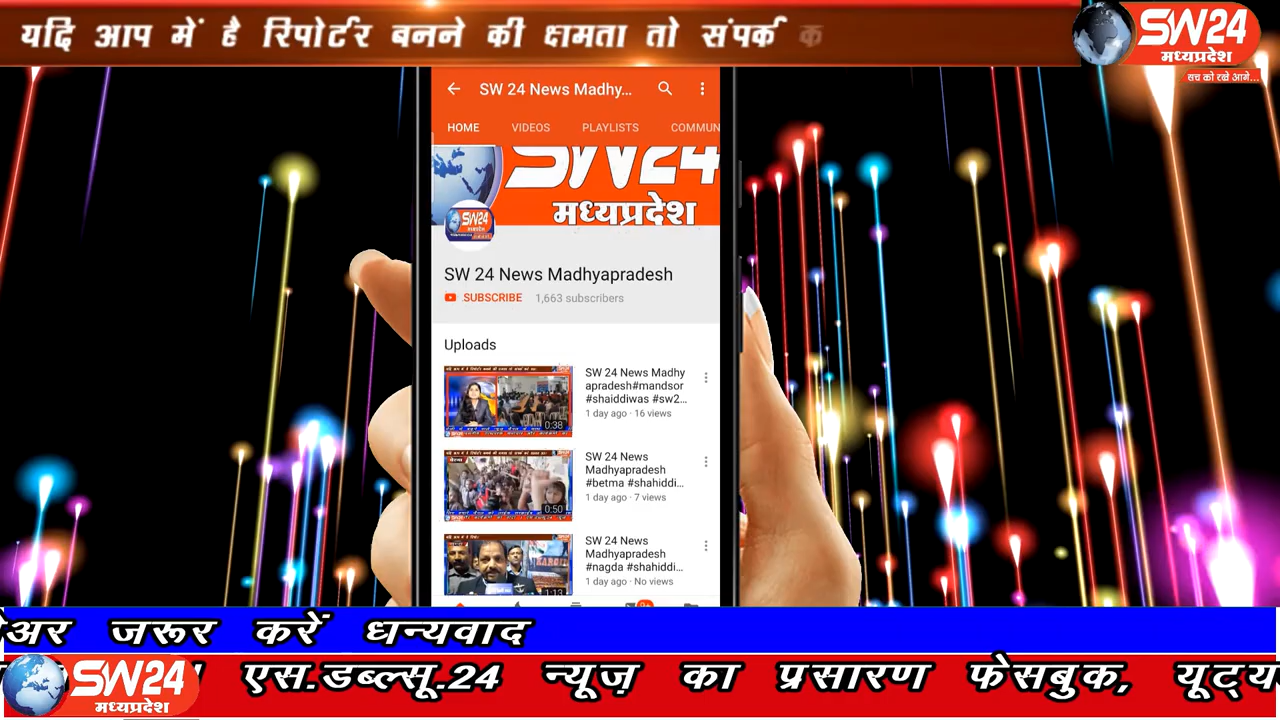 यदि आप में है रिपोर्टर बनने की क्षमता तो संपर्क क
SW24
मध्यप्रदेश
सच को रखे आगे...
SW 24 News Madhy...
HOME VIDEOS PLAYLISTS COMMUN
SW24
मध्यप्रदेश
SW24
SW 24 News Madhyapradesh
SUBSCRIBE 1,663 subscribers
Uploads
SW 24 News Madhy
apradesh#mandsor
#shaiddiwas #sw2...
1 day ago · 16 views
0:38
SW 24 News
Madhyapradesh
#betma #shahiddi...
1 day ago · 7 views
0:50
SW 24 News
Madhyapradesh
#nagda #shahiddi...
1 day ago · No views
1:13
ेअर जरूर करें धन्यवाद
SW24
मध्यप्रदेश
एस.डब्ल्सू.24 न्यूज़ का प्रसारण फेसबुक, यूट्य